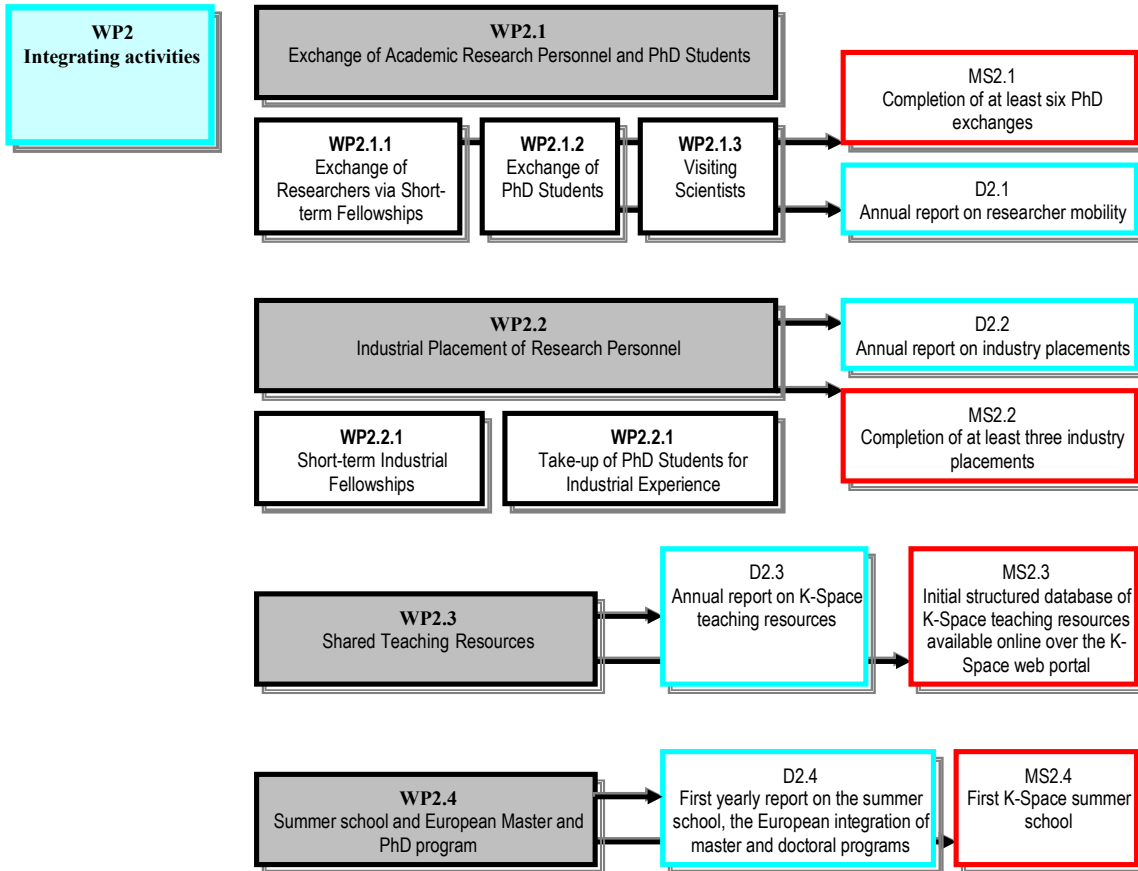 WP2
Integrating activities
WP2.1
Exchange of Academic Research Personnel and PhD Students
WP2.1.1
Exchange of
Researchers via Short-
term Fellowships
WP2.1.2
Exchange of
PhD Students
WP2.1.3
Visiting
Scientists
MS2.1
Completion of at least six PhD
exchanges
D2.1
Annual report on researcher mobility
WP2.2
Industrial Placement of Research Personnel
D2.2
Annual report on industry placements
MS2.2
Completion of at least three industry
placements
WP2.2.1
Short-term Industrial
Fellowships
WP2.2.1
Take-up of PhD Students for
Industrial Experience
WP2.3
Shared Teaching Resources
D2.3
Annual report on K-Space
teaching resources
MS2.3
Initial structured database of
K-Space teaching resources
available online over the K-
Space web portal
WP2.4
Summer school and European Master and
PhD program
D2.4
First yearly report on the summer
school, the European integration of
master and doctoral programs
MS2.4
First K-Space summer
school